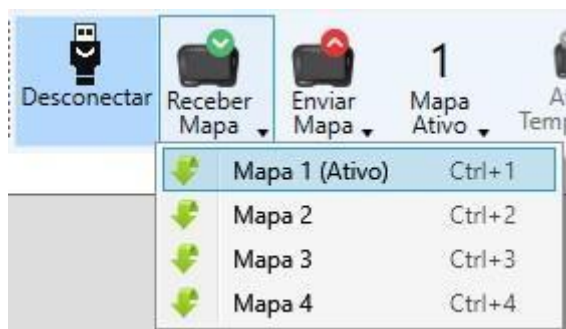 Desconectar
Receber
Mapa
Enviar
Mapa
1
Mapa
Ativo
Mapa 1 (Ativo) Ctrl+1
Mapa 2 Ctrl+2
Mapa 3 Ctrl+3
Mapa 4 Ctrl+4